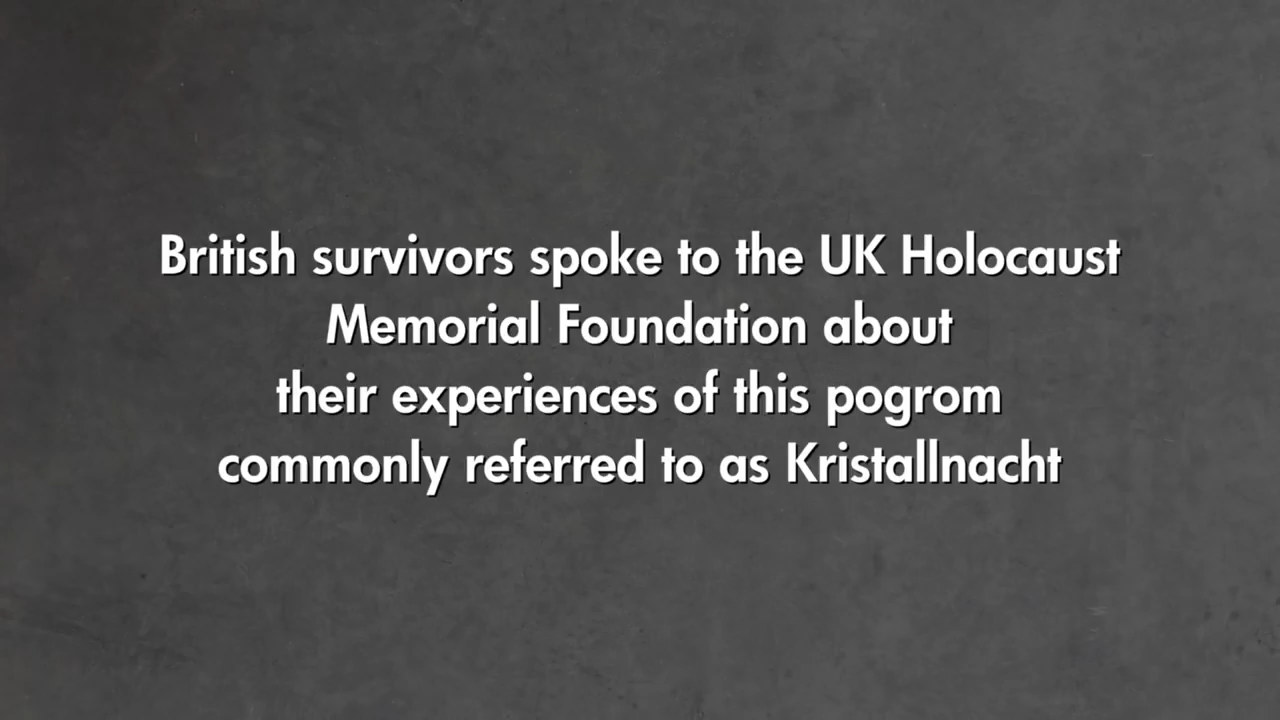 British survivors spoke to the UK Holocaust
Memorial Foundation about
their experiences of this pogrom
commonly referred to as Kristallnacht